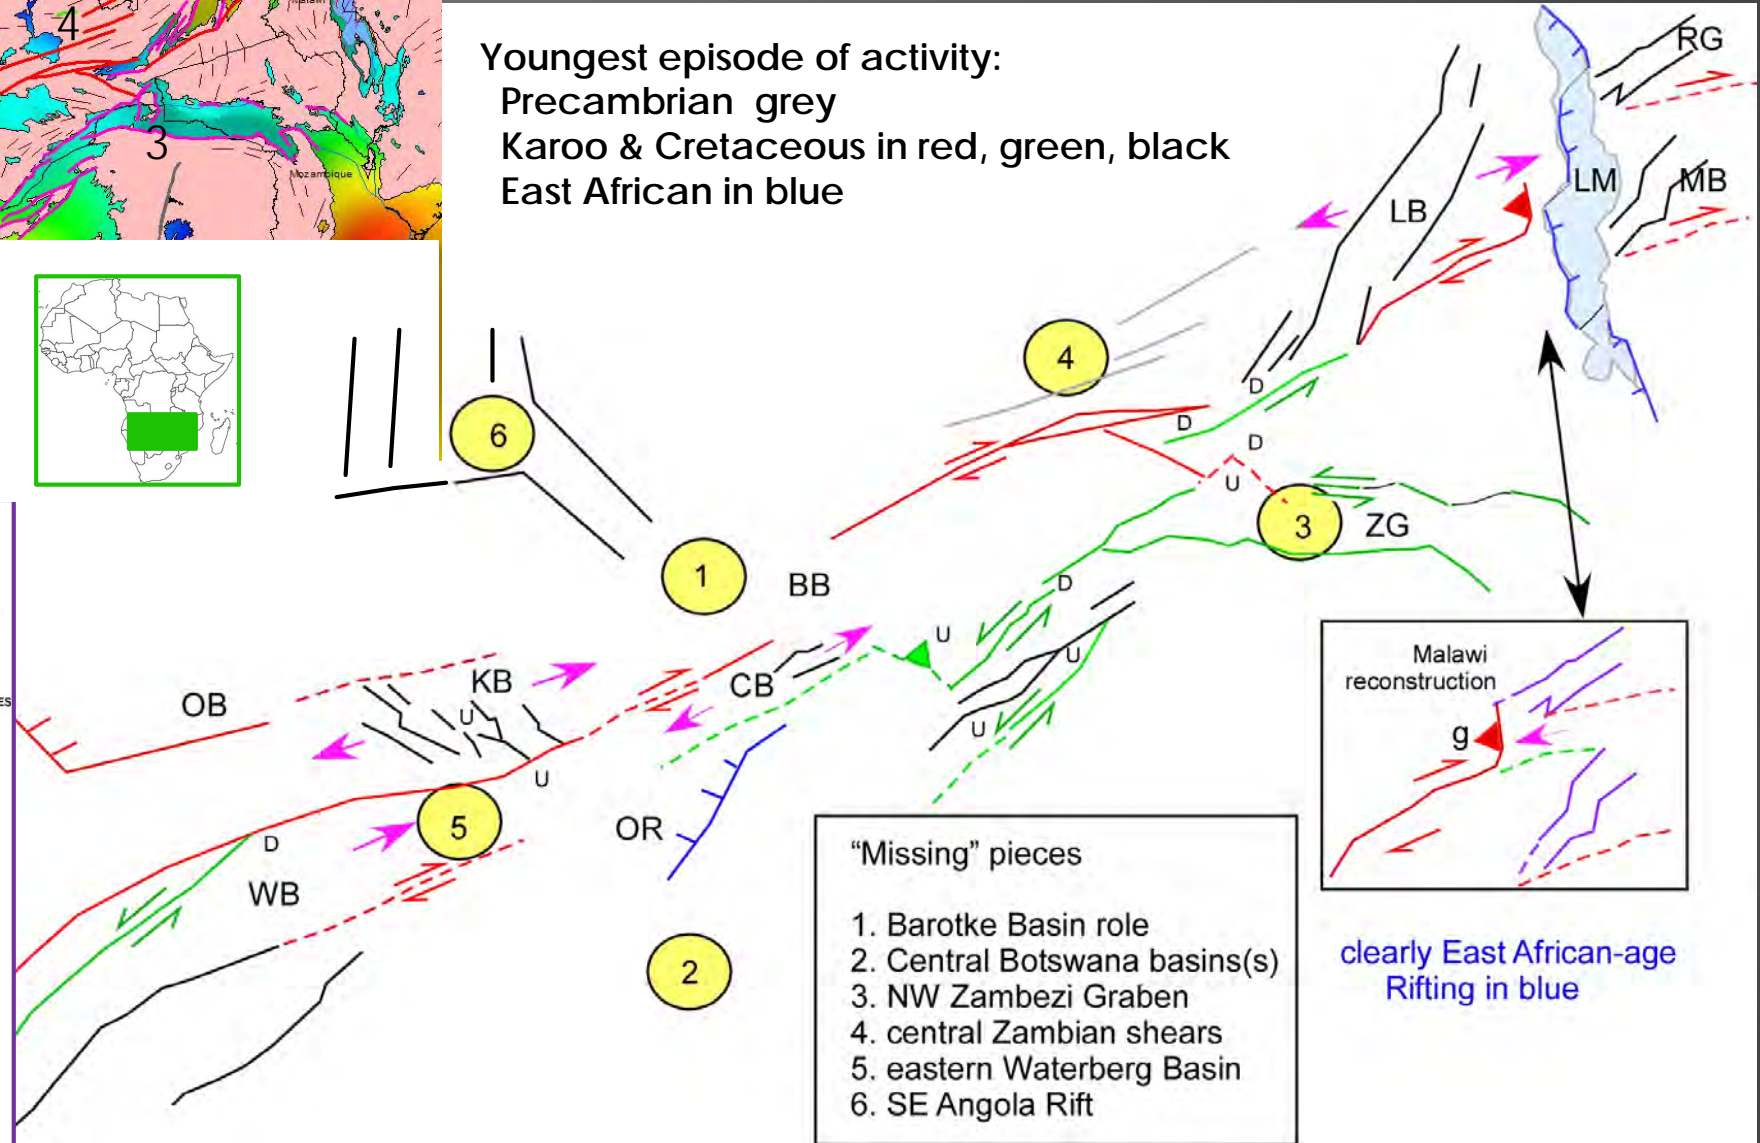 4
Malawi
3
Mozambique
Youngest episode of activity:
Precambrian grey
Karoo & Cretaceous in red, green, black
East African in blue
RG
LM
MB
LB
4
D
D
D
U
6
3
ZG
1
BB
D
U
U
U
CB
KB
U
U
OB
ES
5
D
WB
OR
2
Malawi
reconstruction
g
"Missing" pieces
1. Barotke Basin role
2. Central Botswana basins(s)
3. NW Zambezi Graben
4. central Zambian shears
5. eastern Waterberg Basin
6. SE Angola Rift
clearly East African-age
Rifting in blue